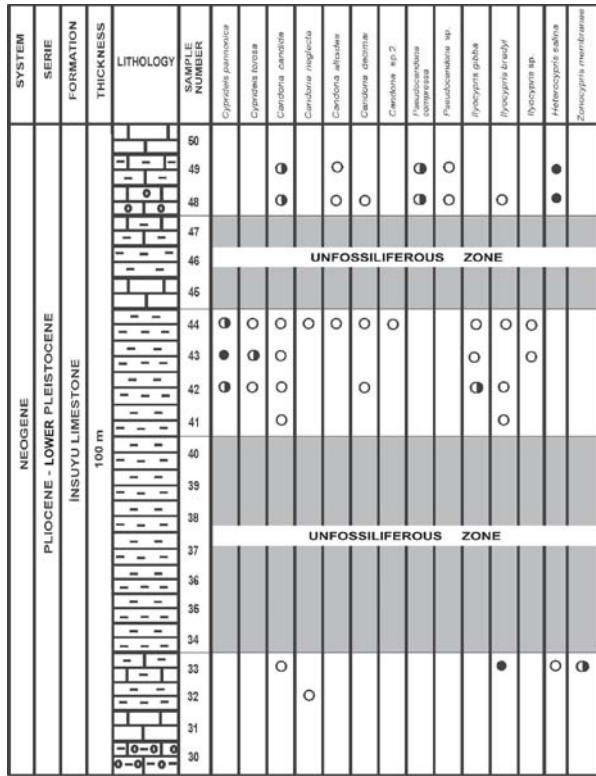 SYSTEM
SERIE
FORMATION
THICKNESS
LITHOLOGY
SAMPLE
NUMBER
Cyprideis pannonica
Cyprideis torosa
Candona candida
Candona neglecta
Candona altoides
Candona decimai
Candona sp.2
Pseudocandona
compressa
Pseudocandona sp.
Ilyocypris gibba
Ilyocypris bradyi
Ilyocypris sp.
Heterocypris salina
Zonocypris membranae
NEOGENE
PLIOCENE - LOWER PLEISTOCENE
İNSUYU LIMESTONE
100 m
50
49
48
47
UNFOSSILIFEROUS ZONE
46
45
44
43
42
41
40
39
38
UNFOSSILIFEROUS ZONE
37
36
35
34
33
32
31
30